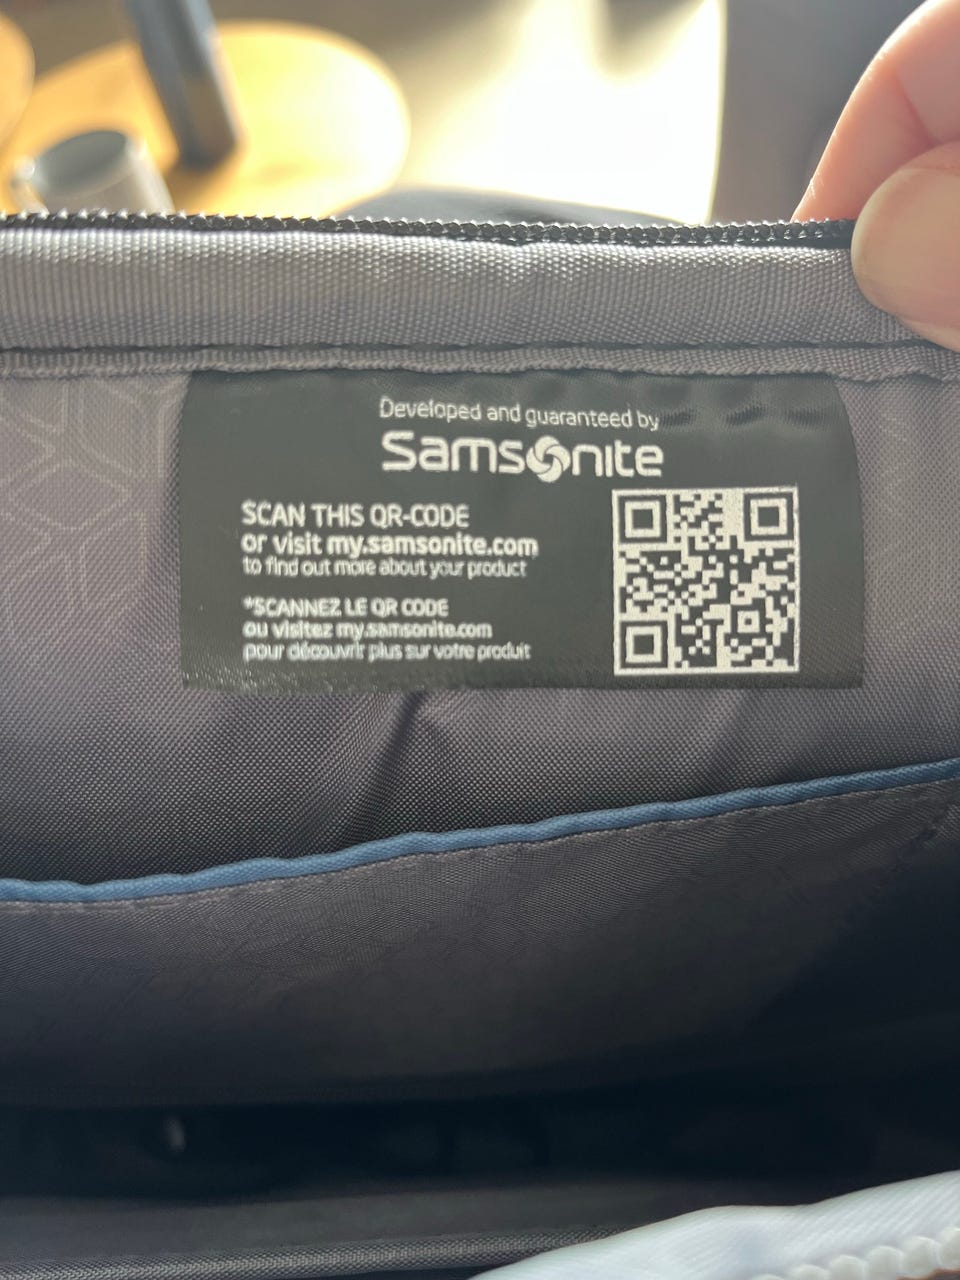 Developed and guaranteed by
Samsonite
SCAN THIS QR-CODE
or visit my.samsonite.com
to find out more about your product
*SCANNEZ LE QR CODE
ou visitez my.samsonite.com
pour découvrir plus sur votre produit